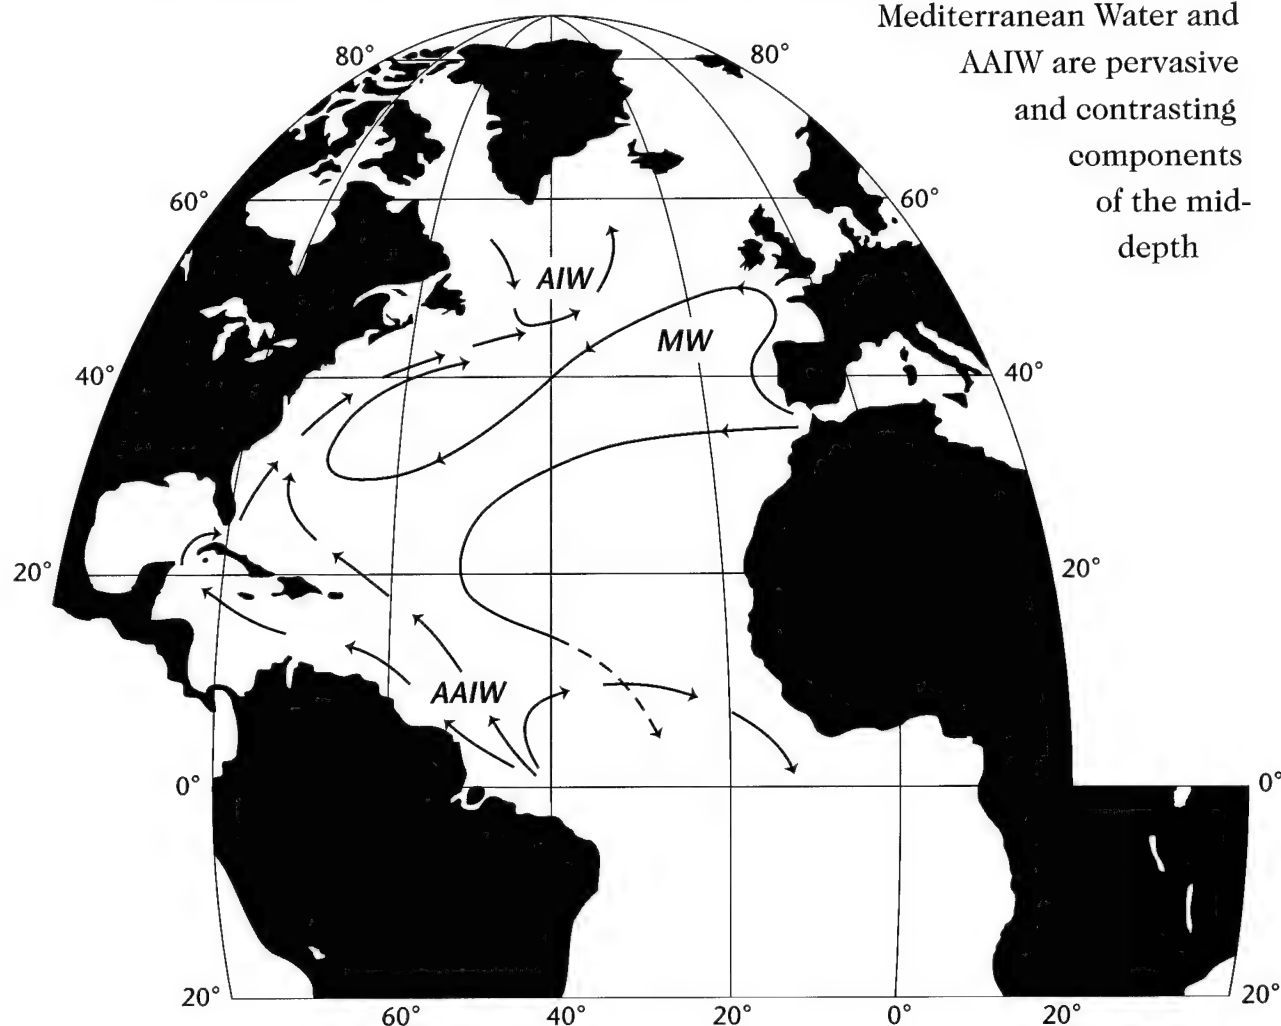 Mediterranean Water and
AAIW are pervasive
and contrasting
components
of the mid-
depth
80° 80°
60° 60°
AIW
MW
40° 40°
20° 20°
AAIW
0° 0°
20° 20°
60° 40° 20° 0° 20°